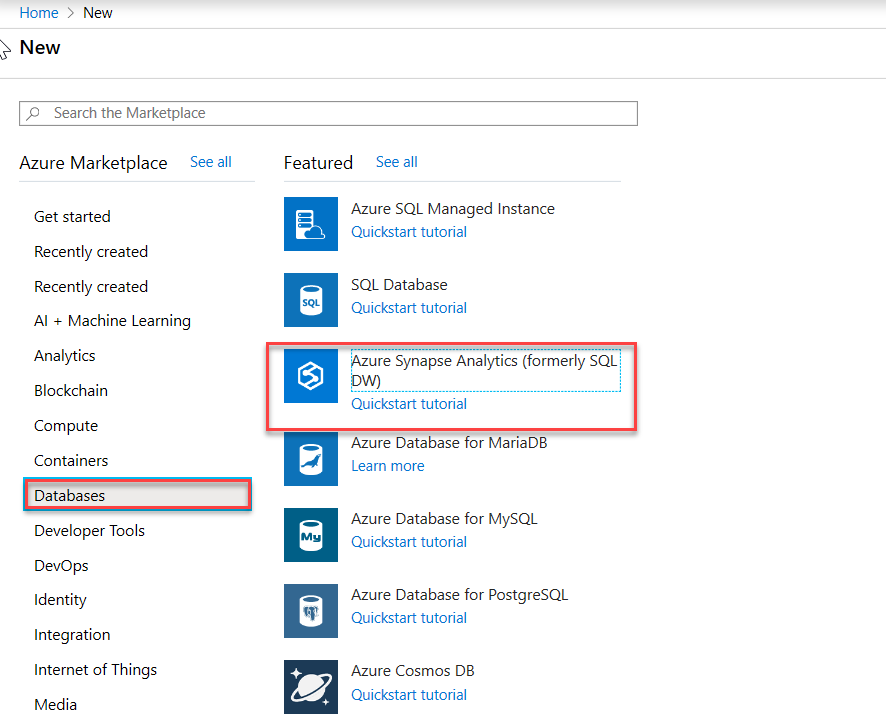 Home > New
New
Search the Marketplace
Azure Marketplace See all
Get started
Recently created
Recently created
AI + Machine Learning
Analytics
Blockchain
Compute
Containers
Databases
Developer Tools
DevOps
Identity
Integration
Internet of Things
Media
Featured See all
Azure SQL Managed Instance
Quickstart tutorial
SQL
SQL Database
Quickstart tutorial
Azure Synapse Analytics (formerly SQL
DW)
Quickstart tutorial
Azure Database for MariaDB
Learn more
My
Azure Database for MySQL
Quickstart tutorial
Azure Database for PostgreSQL
Quickstart tutorial
Azure Cosmos DB
Quickstart tutorial